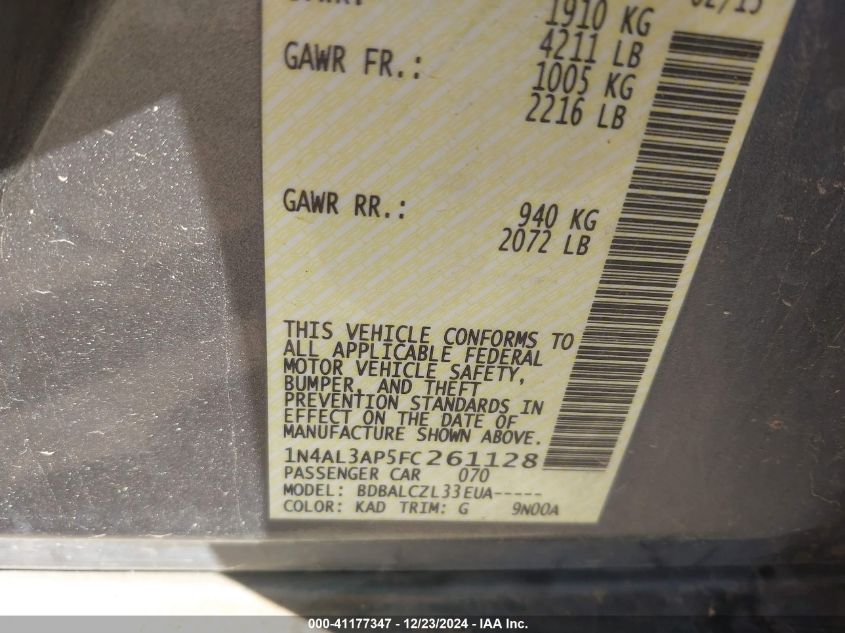 1910 KG
4211 LB
GAWR FR.: 1005 KG
2216 LB
GAWR RR.: 940 KG
2072 LB
THIS VEHICLE CONFORMS TO
ALL APPLICABLE FEDERAL
MOTOR VEHICLE SAFETY,
BUMPER, AND THEFT
PREVENTION STANDARDS IN
EFFECT ON THE DATE OF
MANUFACTURE SHOWN ABOVE.
1N4AL3AP5FC261128
PASSENGER CAR 070
MODEL: BDBALCZL33EUA-----
COLOR: KAD TRIM: G 9N00A
000-41177347 - 12/23/2024 - IAA Inc.